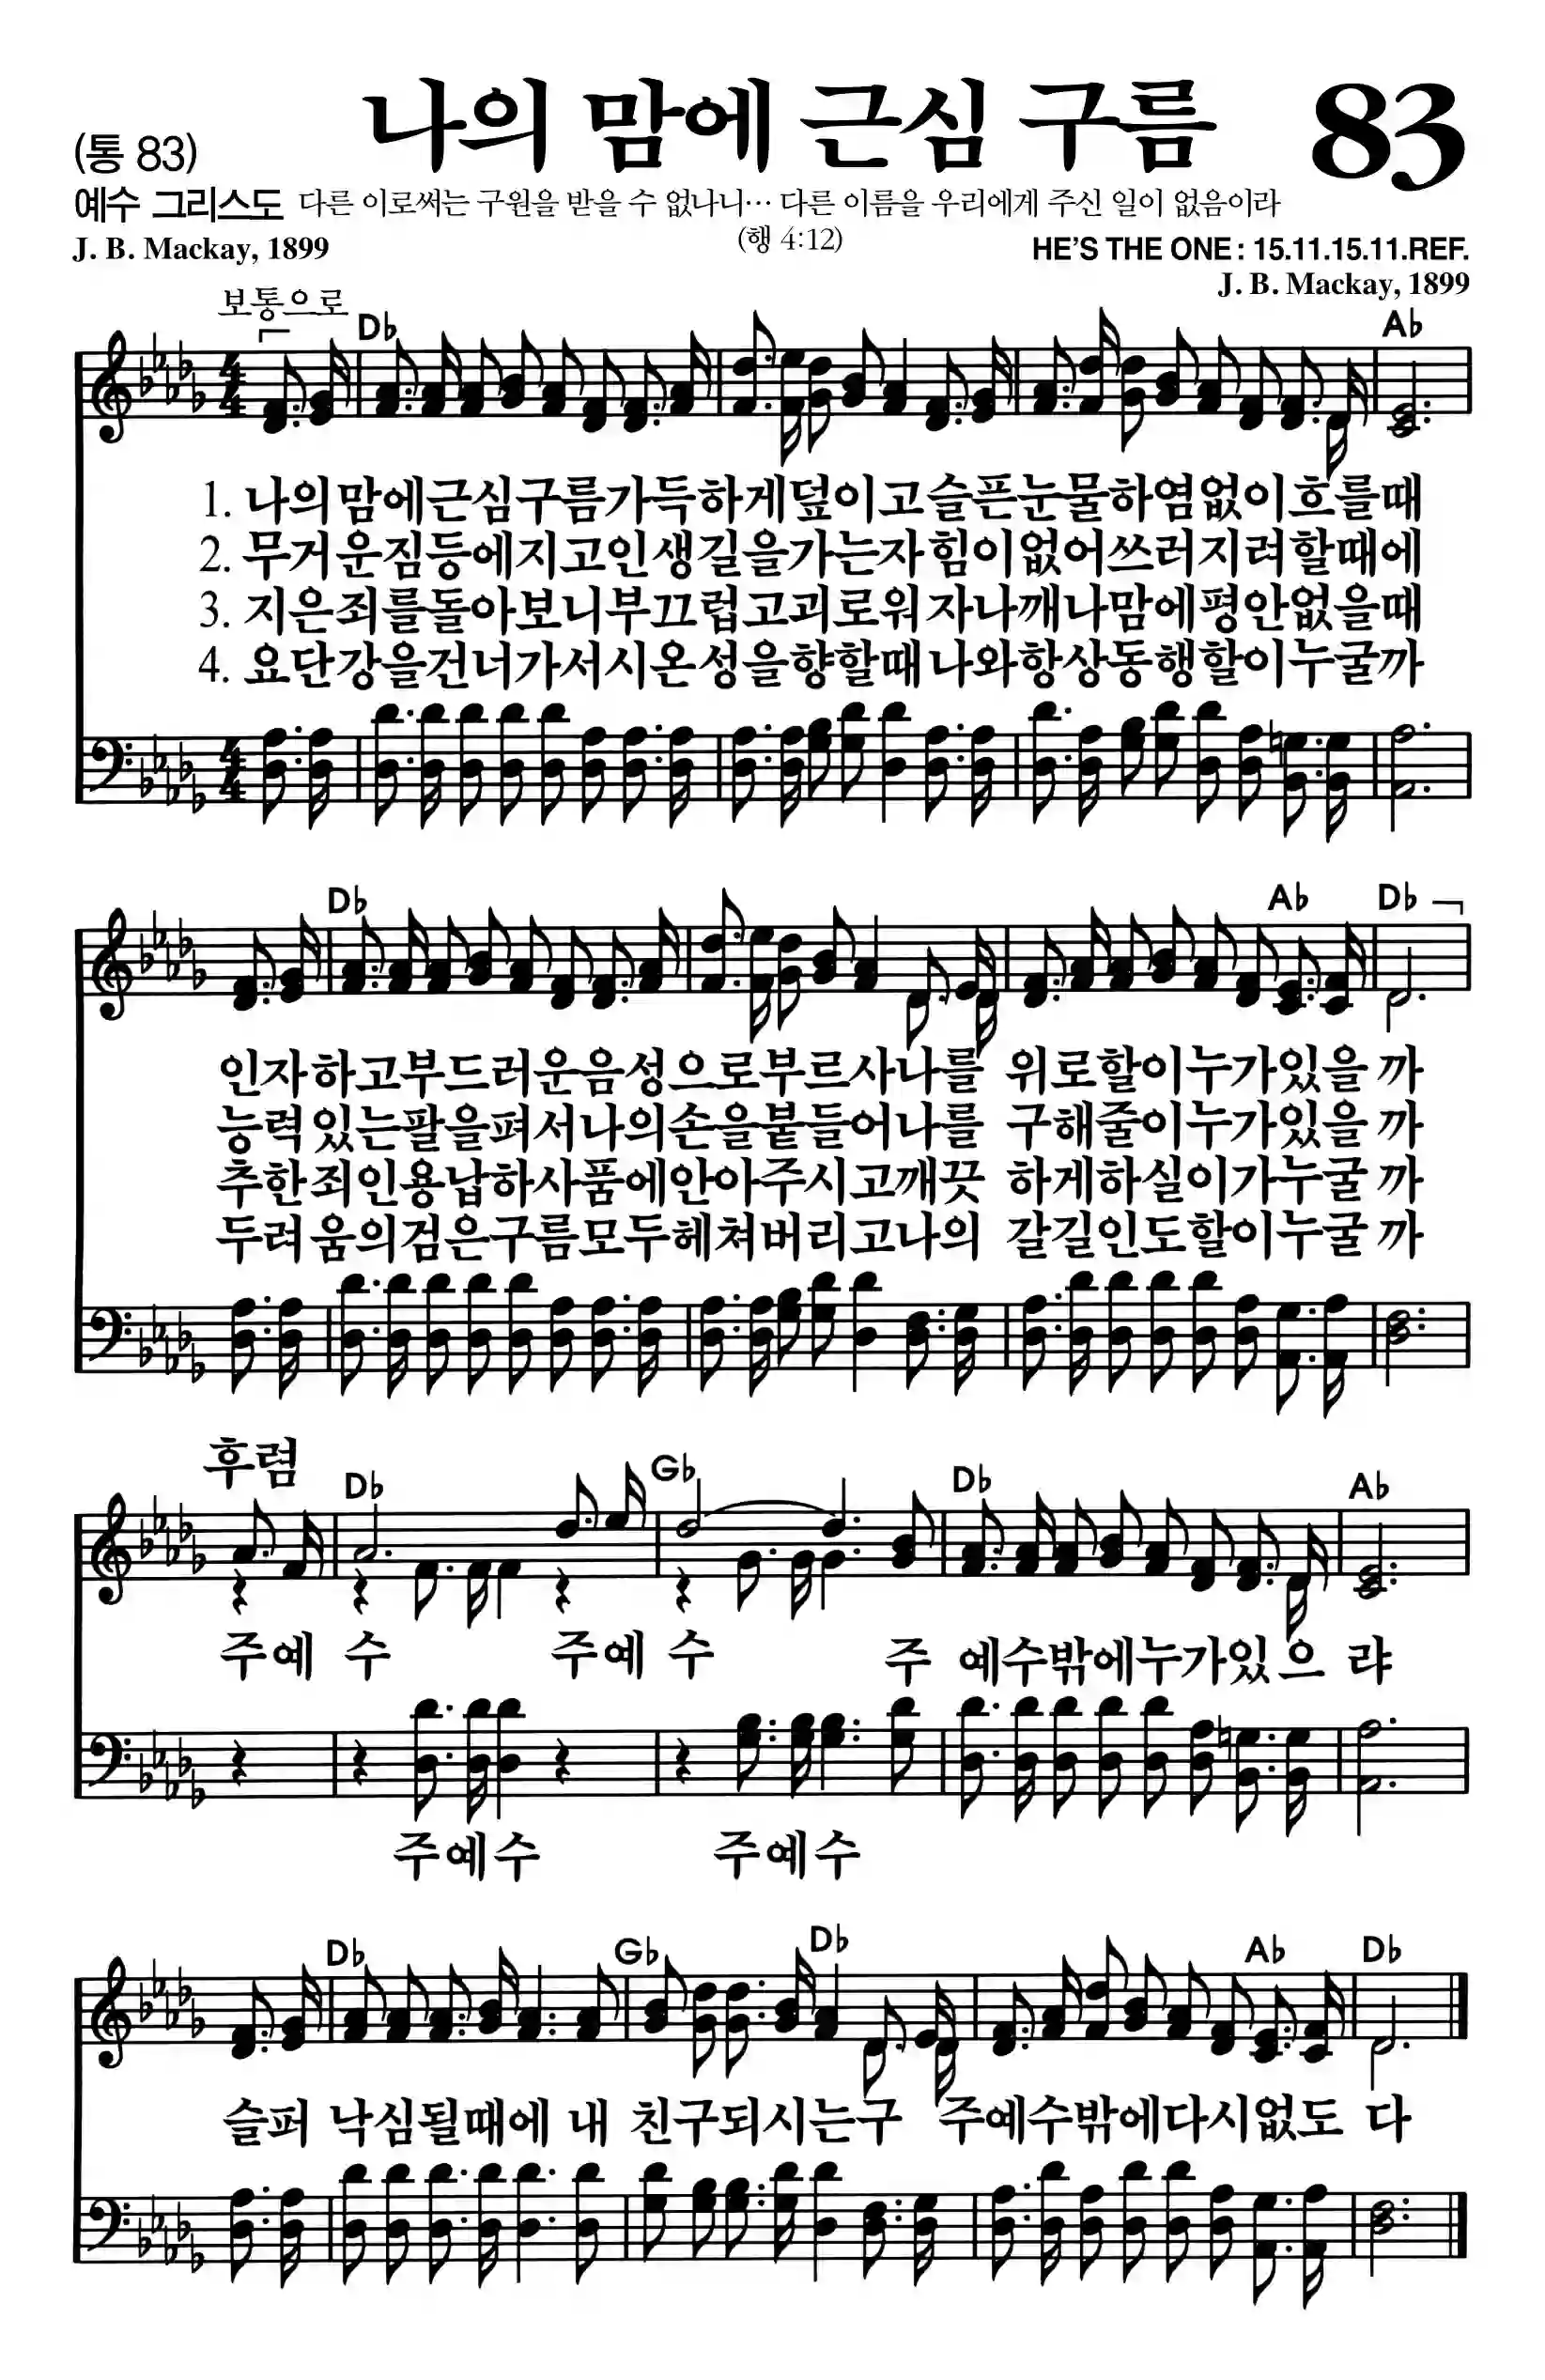 나의 맘에 근심 구름 83
(통 83)
예수 그리스도 다른 이로써는 구원을 받을 수 없나니… 다른 이름을 우리에게 주신 일이 없음이라
(행 4:12)
J. B. Mackay, 1899
HE'S THE ONE : 15.11.15.11.REF.
J. B. Mackay, 1899
보통으로
D♭ A♭
4/4
1. 나의맘에근심구름가득하게덮이고슬픈눈물하염없이흐를때
2. 무거운짐등에지고인생길을가는자힘이없어쓰러지려할때에
3. 지은죄를돌아보니부끄럽고괴로워자나깨나맘에평안없을때
4. 요단강을건너가서시온성을향할때나와항상동행할이누굴까
4/4
D♭ A♭ D♭
인자하고부드러운음성으로부르사나를 위로할이누가있을 까
능력있는팔을펴서나의손을붙들어나를 구해줄이누가있을 까
추한죄인용납하사품에안아주시고깨끗 하게하실이가누굴 까
두려움의검은구름모두헤쳐버리고나의 갈길인도할이누굴 까
후렴
D♭ G♭ D♭ A♭
주예 수 주예 수 주 예수밖에누가있으 랴
주예수 주예수
D♭ G♭ D♭ A♭ D♭
슬퍼 낙심될때에 내 친구되시는구 주예수밖에다시없도 다